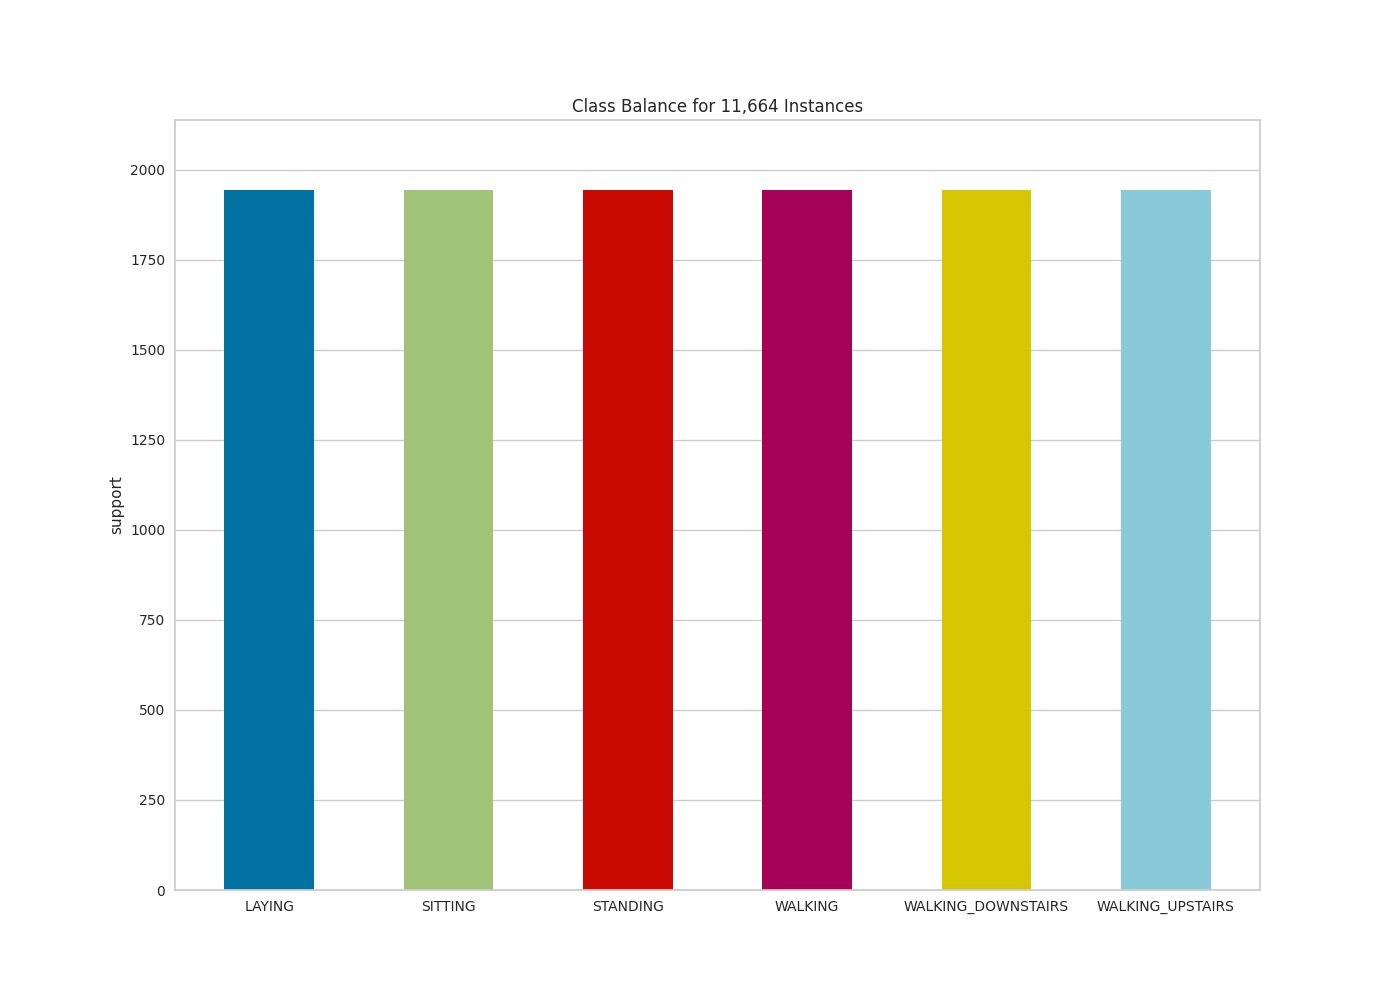 Class Balance for 11,664 Instances
support
2000
1750
1500
1250
1000
750
500
250
0
LAYING
SITTING
STANDING
WALKING
WALKING_DOWNSTAIRS
WALKING_UPSTAIRS